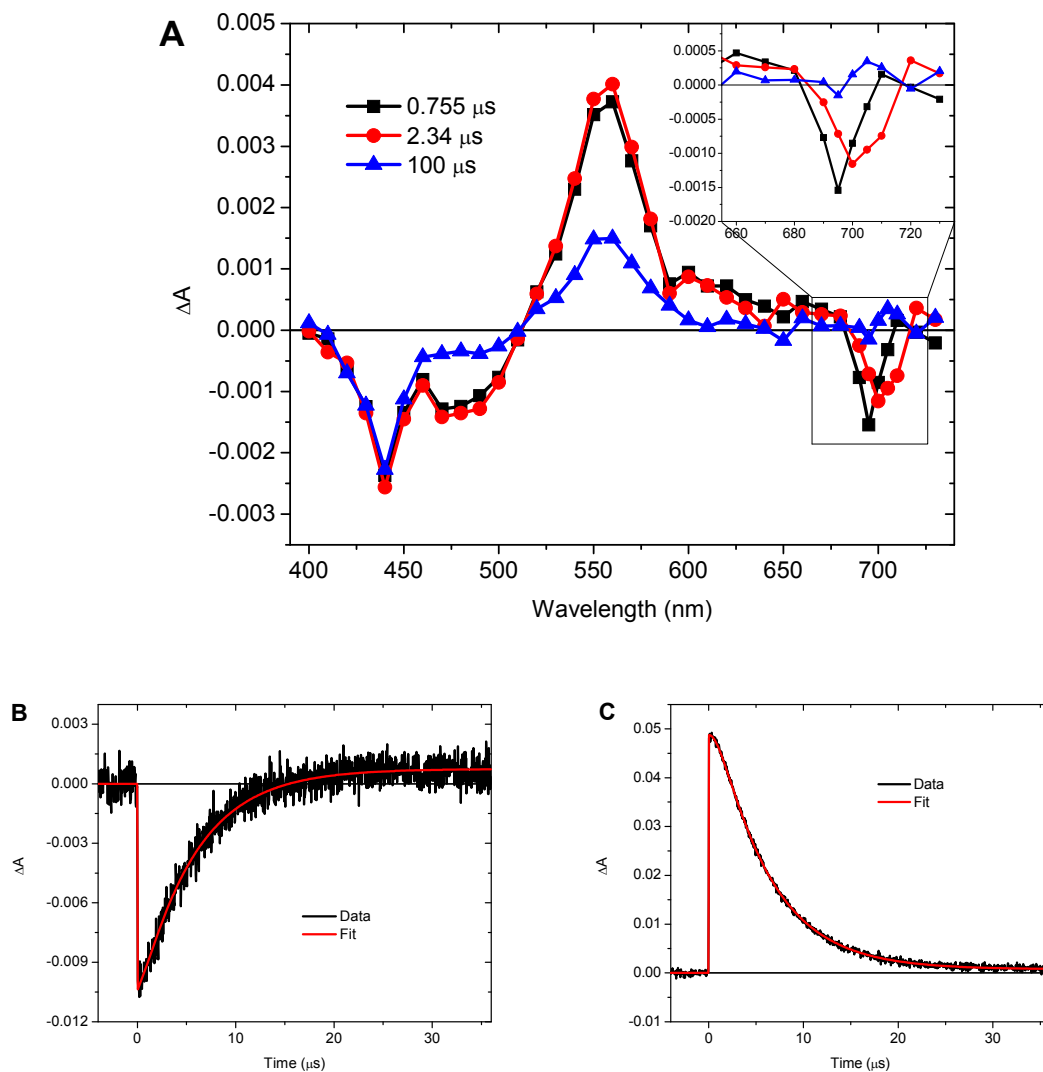 A
0.005
0.004
0.003
0.002
0.001
0.000
-0.001
-0.002
-0.003
ΔA
0.755 μs
2.34 μs
100 μs
0.0005
0.0000
-0.0005
-0.0010
-0.0015
-0.0020
660 680 700 720
400 450 500 550 600 650 700
Wavelength (nm)
B
0.003
0.000
-0.003
-0.006
-0.009
-0.012
ΔA
Data
Fit
0 10 20 30
Time (μs)
C
0.05
0.04
0.03
0.02
0.01
0.00
-0.01
ΔA
Data
Fit
0 10 20 30
Time (μs)